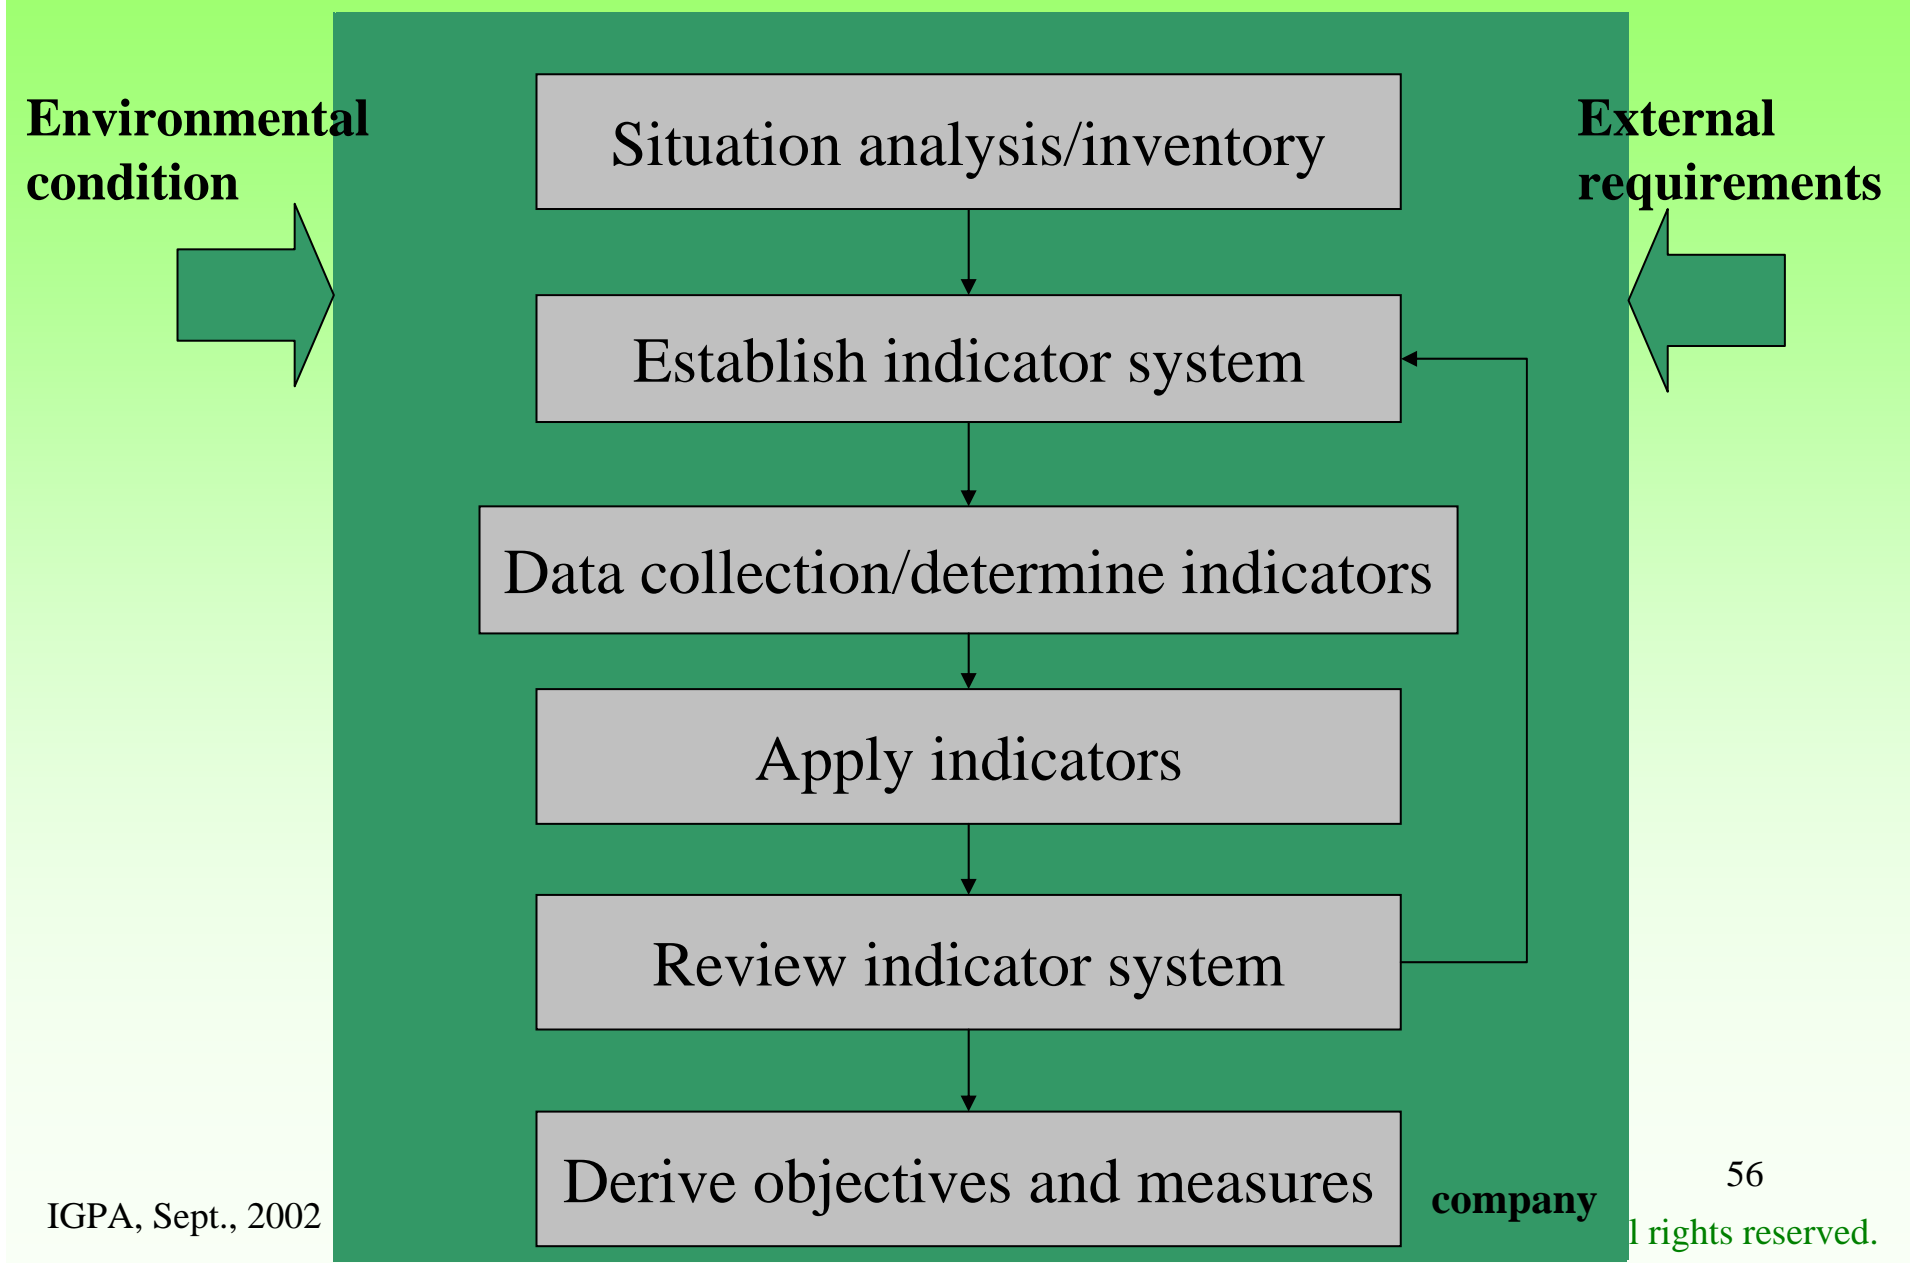 Environmental
condition
External
requirements
Situation analysis/inventory
Establish indicator system
Data collection/determine indicators
Apply indicators
Review indicator system
Derive objectives and measures
company
56
IGPA, Sept., 2002
l rights reserved.